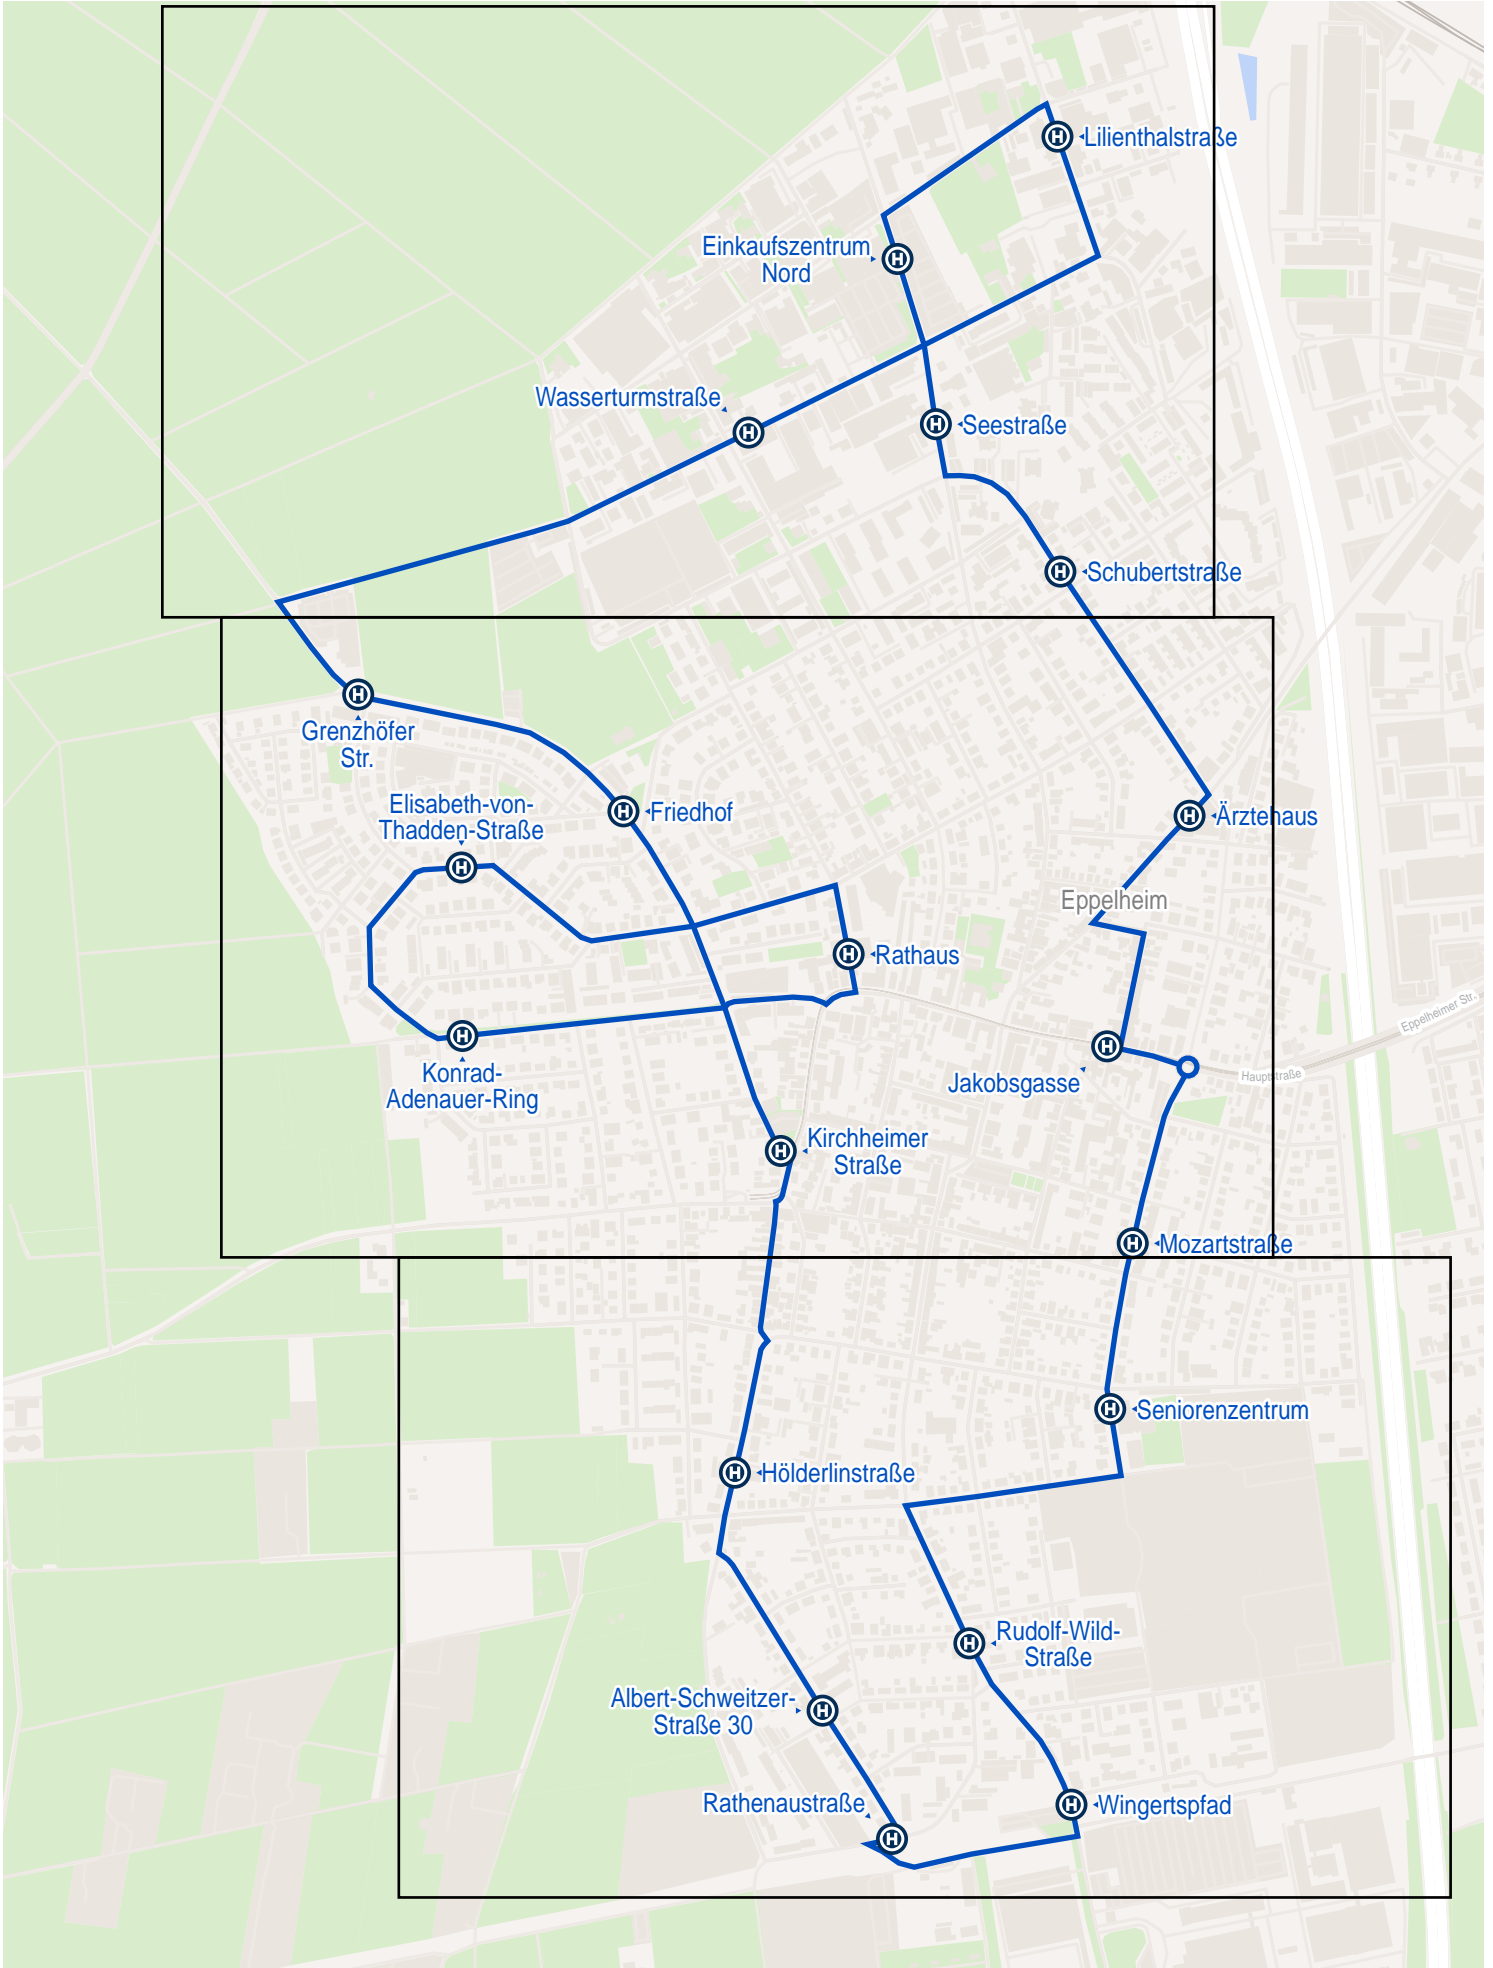 Lilienthalstraße
Einkaufszentrum
Nord
Wasserturmstraße
Seestraße
Schubertstraße
Grenzhöfer
Str.
Elisabeth-von-
Thadden-Straße
Friedhof
Ärztehaus
Eppelheim
Rathaus
Eppelheimer Str.
Konrad-
Adenauer-Ring
Jakobsgasse
Hauptstraße
Kirchheimer
Straße
Mozartstraße
Seniorenzentrum
Hölderlinstraße
Rudolf-Wild-
Straße
Albert-Schweitzer-
Straße 30
Rathenaustraße
Wingertspfad